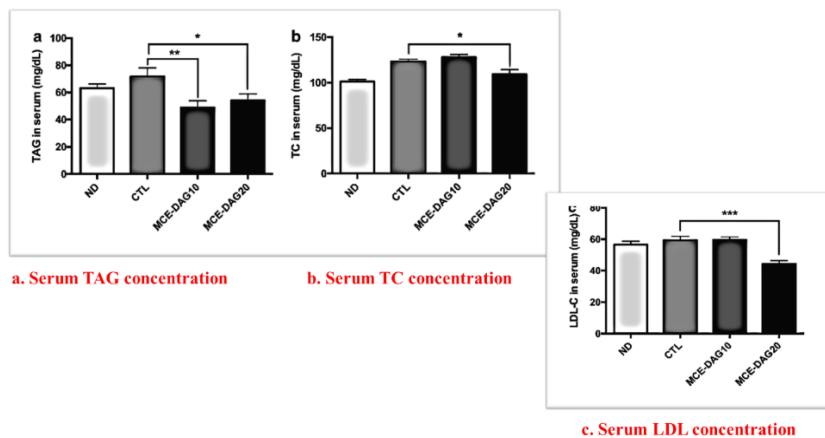 a
TAG in serum (mg/dL)
80
60
40
20
0
*
**
ND
CTL
MCE-DAG10
MCE-DAG20
b
TC in serum (mg/dL)
150
100
50
0
*
ND
CTL
MCE-DAG10
MCE-DAG20
a. Serum TAG concentration
b. Serum TC concentration
c
LDL-C in serum (mg/dL)
80
60
40
20
0
***
ND
CTL
MCE-DAG10
MCE-DAG20
c. Serum LDL concentration